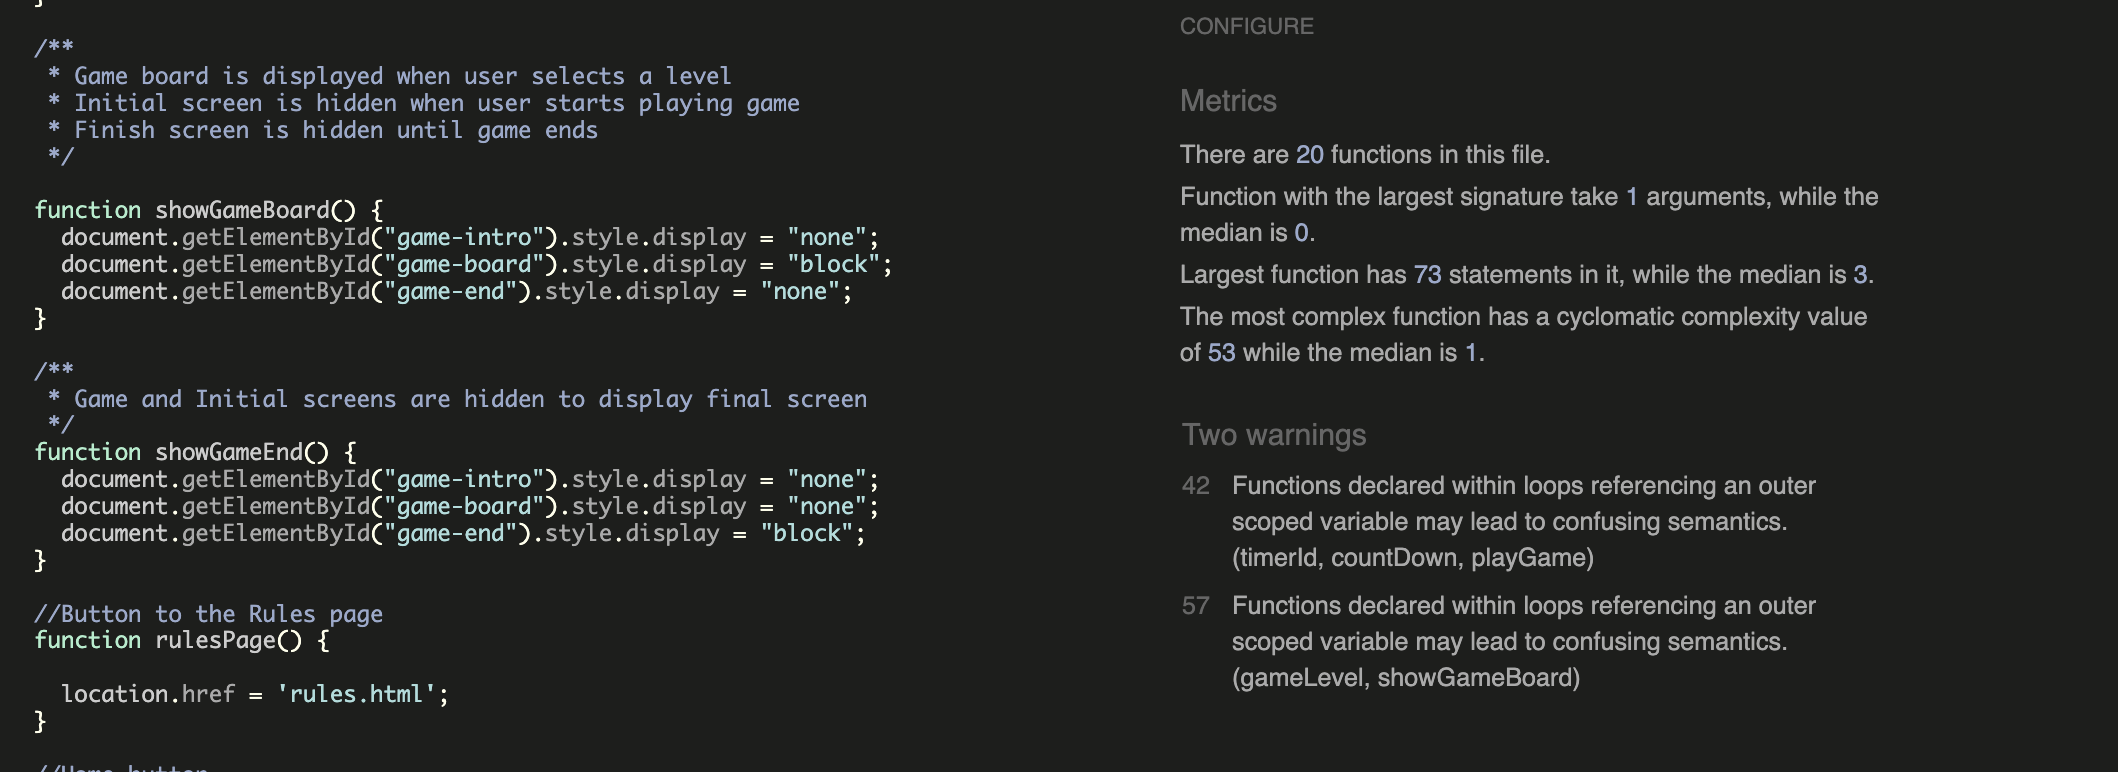 }
/**
 * Game board is displayed when user selects a level
 * Initial screen is hidden when user starts playing game
 * Finish screen is hidden until game ends
 */
function showGameBoard() {
  document.getElementById("game-intro").style.display = "none";
  document.getElementById("game-board").style.display = "block";
  document.getElementById("game-end").style.display = "none";
}
/**
 * Game and Initial screens are hidden to display final screen
 */
function showGameEnd() {
  document.getElementById("game-intro").style.display = "none";
  document.getElementById("game-board").style.display = "none";
  document.getElementById("game-end").style.display = "block";
}
//Button to the Rules page
function rulesPage() {
  location.href = 'rules.html';
}
//Home button
CONFIGURE
Metrics
There are 20 functions in this file.
Function with the largest signature take 1 arguments, while the
median is 0.
Largest function has 73 statements in it, while the median is 3.
The most complex function has a cyclomatic complexity value
of 53 while the median is 1.
Two warnings
42 Functions declared within loops referencing an outer
scoped variable may lead to confusing semantics.
(timerId, countDown, playGame)
57 Functions declared within loops referencing an outer
scoped variable may lead to confusing semantics.
(gameLevel, showGameBoard)